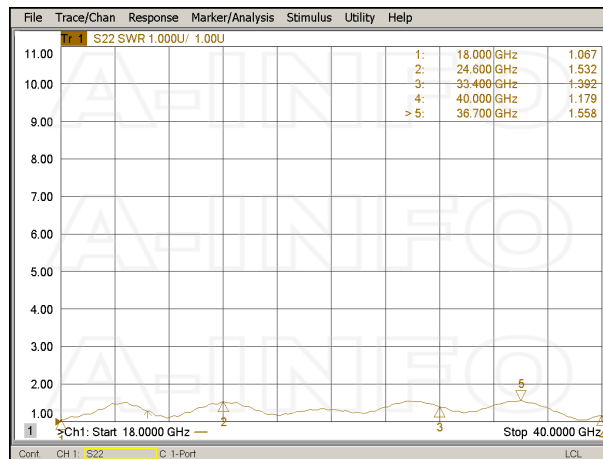 File Trace/Chan Response Marker/Analysis Stimulus Utility Help
Tr 1 S22 SWR 1.000U/ 1.00U
11.00
10.00
9.00
8.00
7.00
6.00
5.00
4.00
3.00
2.00
1.00
1: 18.000 GHz 1.067
2: 24.600 GHz 1.532
3: 33.400 GHz 1.392
4: 40.000 GHz 1.179
> 5: 36.700 GHz 1.558
A-INFO
A-INFO
A-INFO
5
1
2
3
4
1 >Ch1: Start 18.0000 GHz Stop 40.0000 GHz
Cont. CH 1: S22 C 1-Port LCL